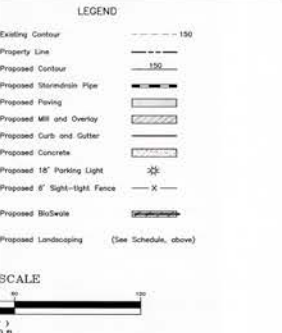 LEGEND
Existing Contour 150
Property Line
Proposed Contour 150
Proposed Stormdrain Pipe
Proposed Paving
Proposed Mill and Overlay
Proposed Curb and Gutter
Proposed Concrete
Proposed 18' Parking Light
Proposed 6' Sight-tight Fence X
Proposed BioSwale
Proposed Landscaping (See Schedule, above)
SCALE